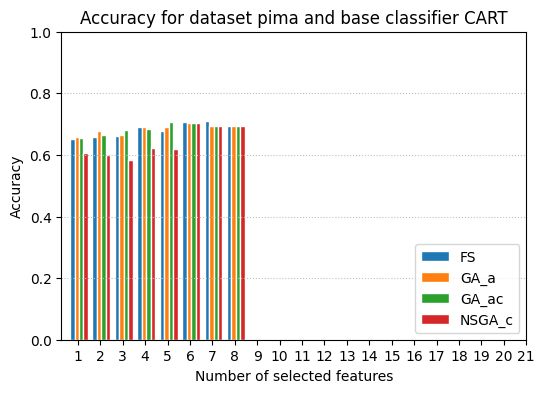 Accuracy for dataset pima and base classifier CART
1.0
0.8
0.6
0.4
0.2
0.0
Accuracy
FS
GA_a
GA_ac
NSGA_c
1 2 3 4 5 6 7 8 9 10 11 12 13 14 15 16 17 18 19 20 21
Number of selected features